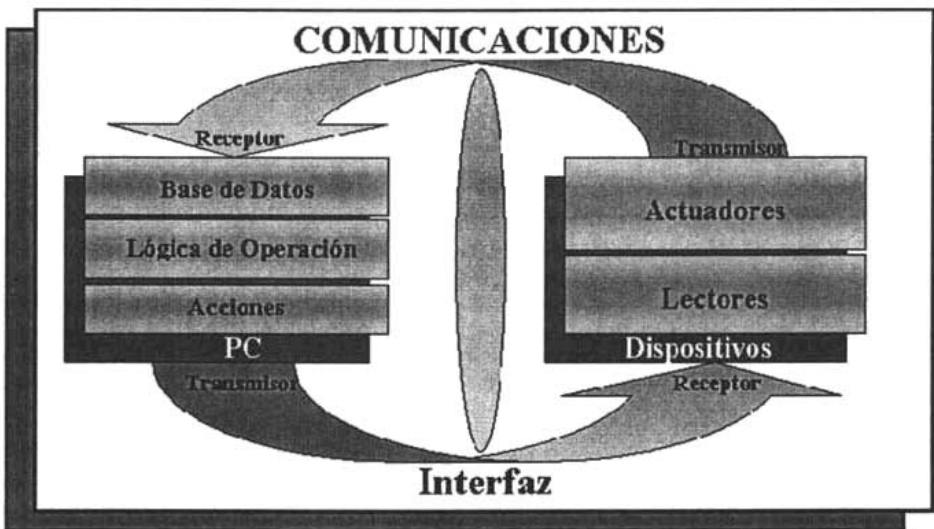 COMUNICACIONES
Receptor
Base de Datos
Lógica de Operación
Acciones
PC
Transmisor
Transmisor
Actuadores
Lectores
Dispositivos
Receptor
Interfaz